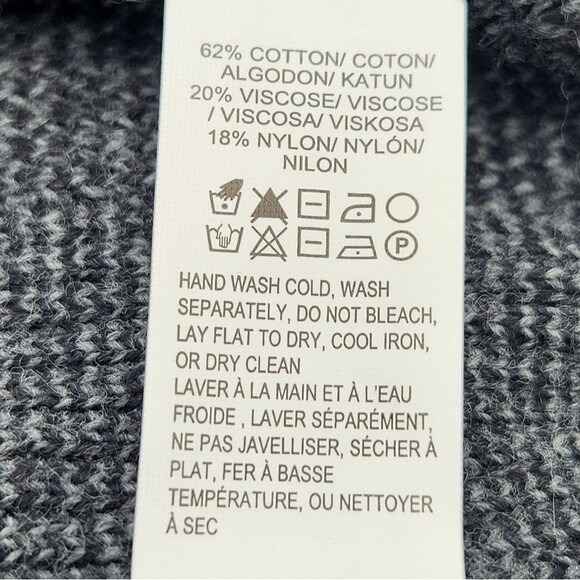 62% COTTON/ COTON/
ALGODON/ KATUN
20% VISCOSE/ VISCOSE
/ VISCOSA/ VISKOSA
18% NYLON/ NYLÓN/
NILON
P
HAND WASH COLD, WASH
SEPARATELY, DO NOT BLEACH,
LAY FLAT TO DRY, COOL IRON,
OR DRY CLEAN
LAVER À LA MAIN ET À L'EAU
FROIDE , LAVER SÉPARÉMENT,
NE PAS JAVELLISER, SÉCHER À
PLAT, FER À BASSE
TEMPÉRATURE, OU NETTOYER
À SEC